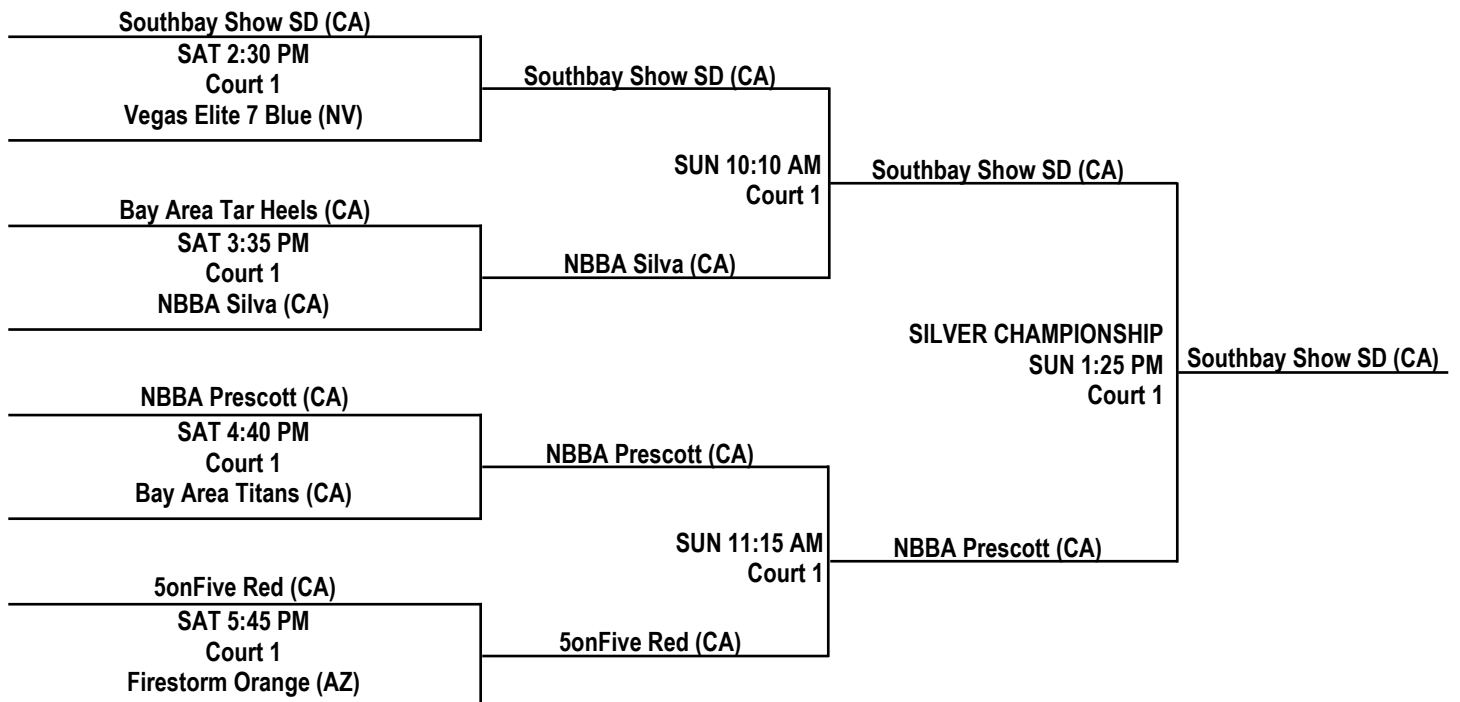 Southbay Show SD (CA)
SAT 2:30 PM
Court 1
Vegas Elite 7 Blue (NV)
Southbay Show SD (CA)
SUN 10:10 AM
Court 1
Southbay Show SD (CA)
Bay Area Tar Heels (CA)
SAT 3:35 PM
Court 1
NBBA Silva (CA)
NBBA Silva (CA)
SILVER CHAMPIONSHIP
SUN 1:25 PM
Court 1
Southbay Show SD (CA)
NBBA Prescott (CA)
SAT 4:40 PM
Court 1
Bay Area Titans (CA)
NBBA Prescott (CA)
SUN 11:15 AM
Court 1
NBBA Prescott (CA)
5onFive Red (CA)
SAT 5:45 PM
Court 1
Firestorm Orange (AZ)
5onFive Red (CA)